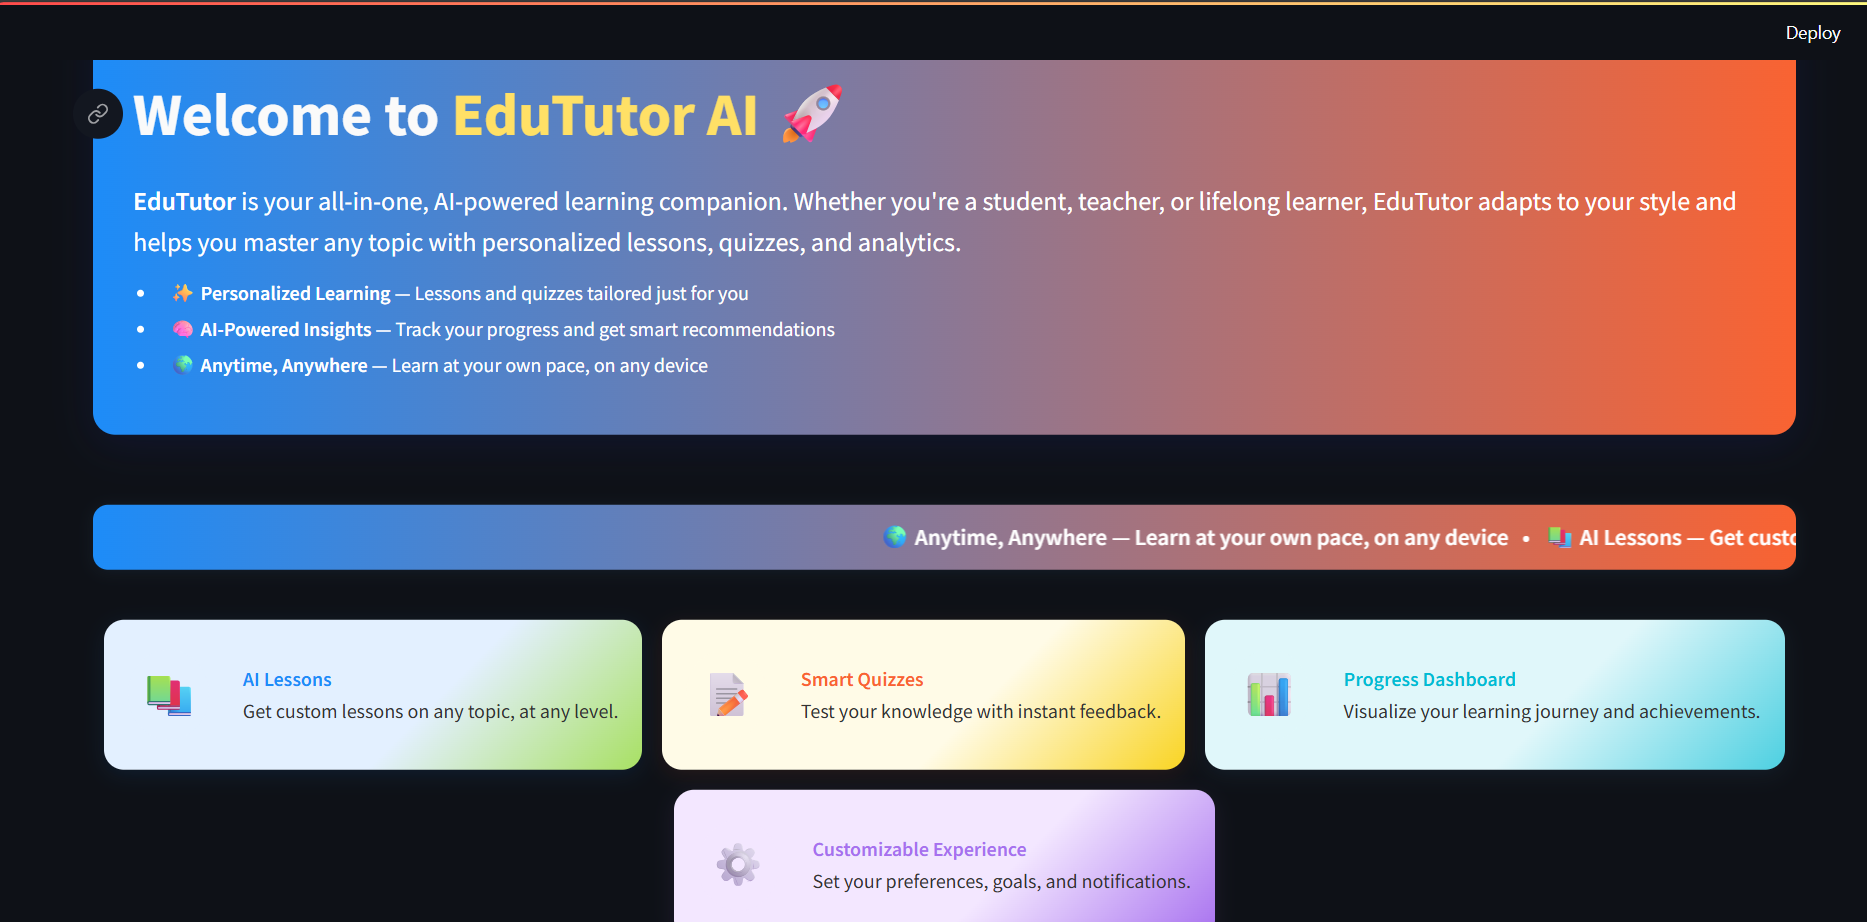 Deploy
Welcome to EduTutor AI 🚀
EduTutor is your all-in-one, AI-powered learning companion. Whether you're a student, teacher, or lifelong learner, EduTutor adapts to your style and
helps you master any topic with personalized lessons, quizzes, and analytics.
• ✨ Personalized Learning — Lessons and quizzes tailored just for you
• 🧠 AI-Powered Insights — Track your progress and get smart recommendations
• 🌍 Anytime, Anywhere — Learn at your own pace, on any device
🌍 Anytime, Anywhere — Learn at your own pace, on any device • 📚 AI Lessons — Get custo
AI Lessons
Get custom lessons on any topic, at any level.
Smart Quizzes
Test your knowledge with instant feedback.
Progress Dashboard
Visualize your learning journey and achievements.
Customizable Experience
Set your preferences, goals, and notifications.